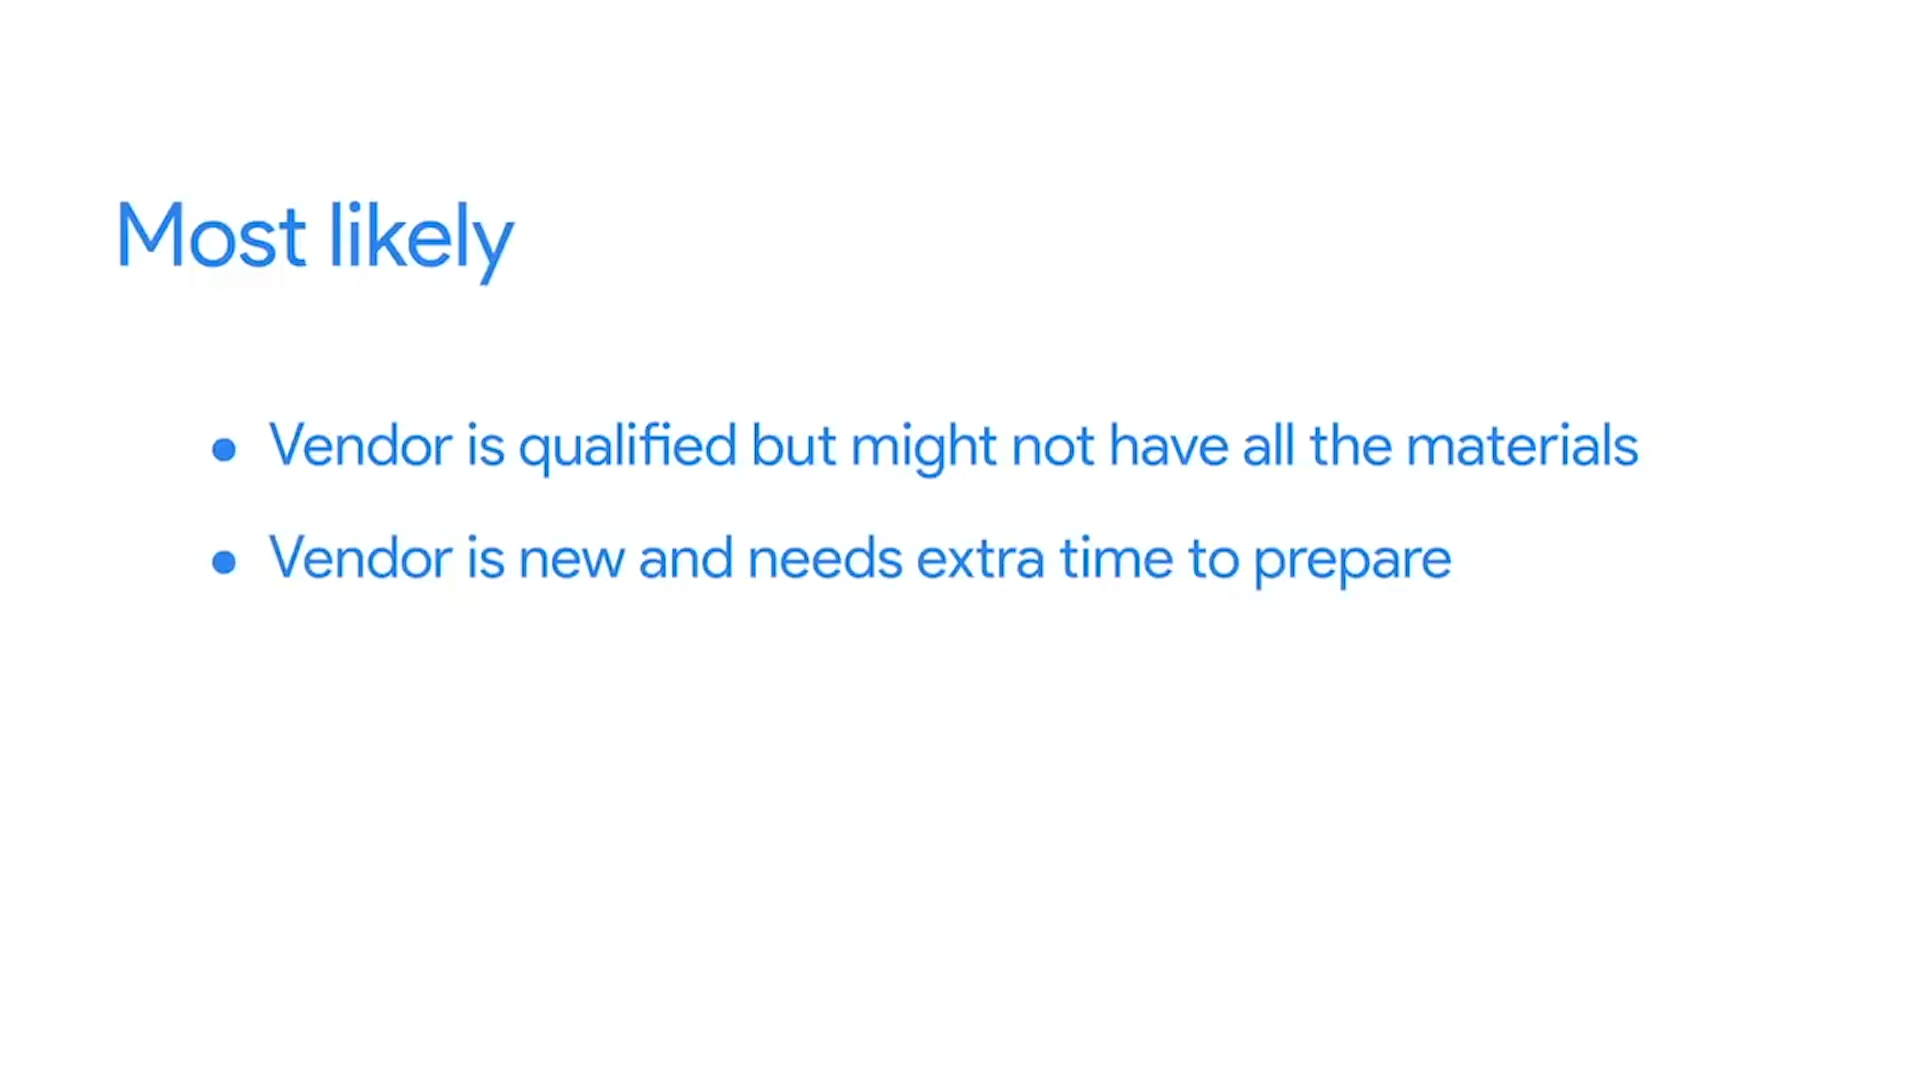 Most likely
• Vendor is qualified but might not have all the materials
• Vendor is new and needs extra time to prepare